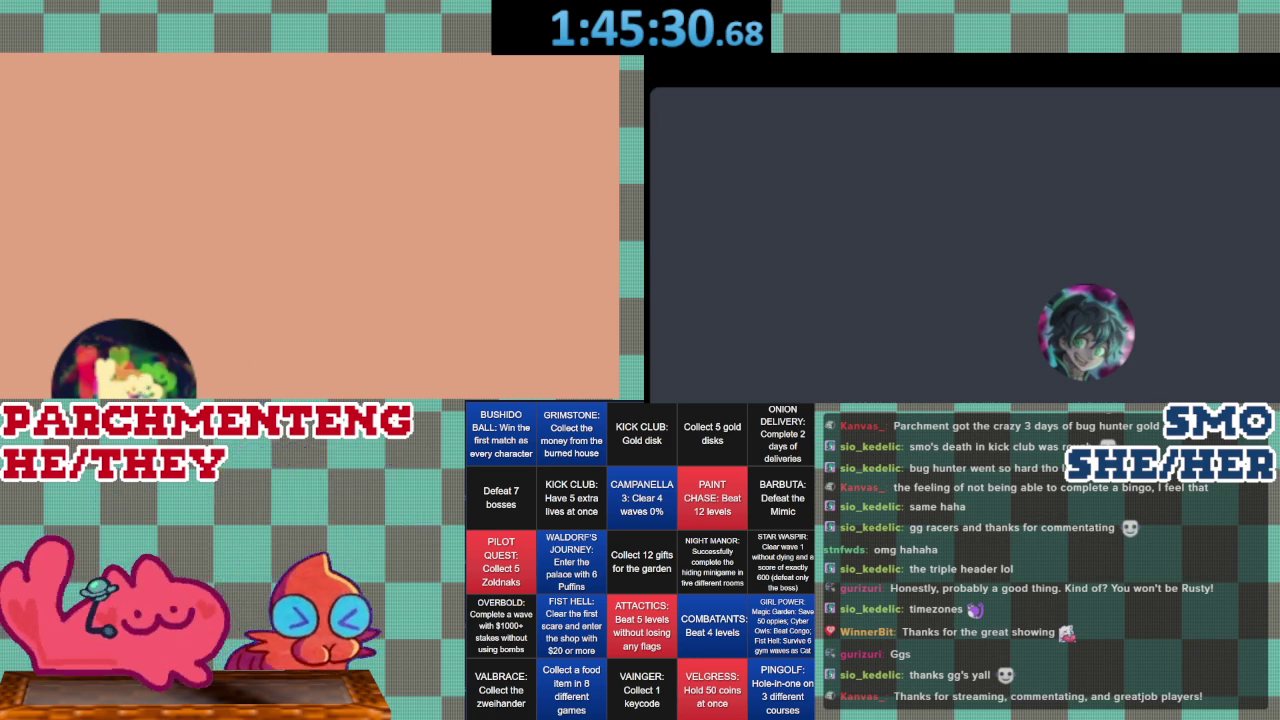 1:45:30.68
PARCHMENTENG
HE/THEY
SMO
SHE/HER
BUSHIDO
BALL: Win the
first match as
every character
GRIMSTONE:
Collect the
money from the
burned house
KICK CLUB:
Gold disk
Collect 5 gold
disks
ONION
DELIVERY:
Complete 2
days of
deliveries
Defeat 7
bosses
KICK CLUB:
Have 5 extra
lives at once
CAMPANELLA
3: Clear 4
waves 0%
PAINT
CHASE: Beat
12 levels
BARBUTA:
Defeat the
Mimic
PILOT
QUEST:
Collect 5
Zoldnaks
WALDORF'S
JOURNEY:
Enter the
palace with 6
Puffins
Collect 12 gifts
for the garden
NIGHT MANOR:
Successfully
complete the
hiding minigame in
five different rooms
STAR WASPIR:
Clear wave 1
without dying and a
score of exactly
600 (defeat only
the boss)
OVERBOLD:
Complete a wave
with $1000+
stakes without
using bombs
FIST HELL:
Clear the first
scare and enter
the shop with
$20 or more
ATTACTICS:
Beat 5 levels
without losing
any flags
COMBATANTS:
Beat 4 levels
GIRL POWER:
Magic Garden: Save
50 oppies; Cyber
Owls: Beat Congo;
Fist Hell: Survive 6
gym waves as Cat
VALBRACE:
Collect the
zweihander
Collect a food
item in 8
different
games
VAINGER:
Collect 1
keycode
VELGRESS:
Hold 50 coins
at once
PINGOLF:
Hole-in-one on
3 different
courses
Kanvas_: Parchment got the crazy 3 days of bug hunter gold
sio_kedelic: smo's death in kick club was
sio_kedelic: bug hunter went so hard tho
Kanvas_: the feeling of not being able to complete a bingo, I feel that
sio_kedelic: same haha
sio_kedelic: gg racers and thanks for commentating
stnfwds: omg hahaha
sio_kedelic: the triple header lol
gurizuri: Honestly, probably a good thing. Kind of? You won't be Rusty!
sio_kedelic: timezones
WinnerBit: Thanks for the great showing
gurizuri: Ggs
sio_kedelic: thanks gg's yall
Kanvas_: Thanks for streaming, commentating, and greatjob players!